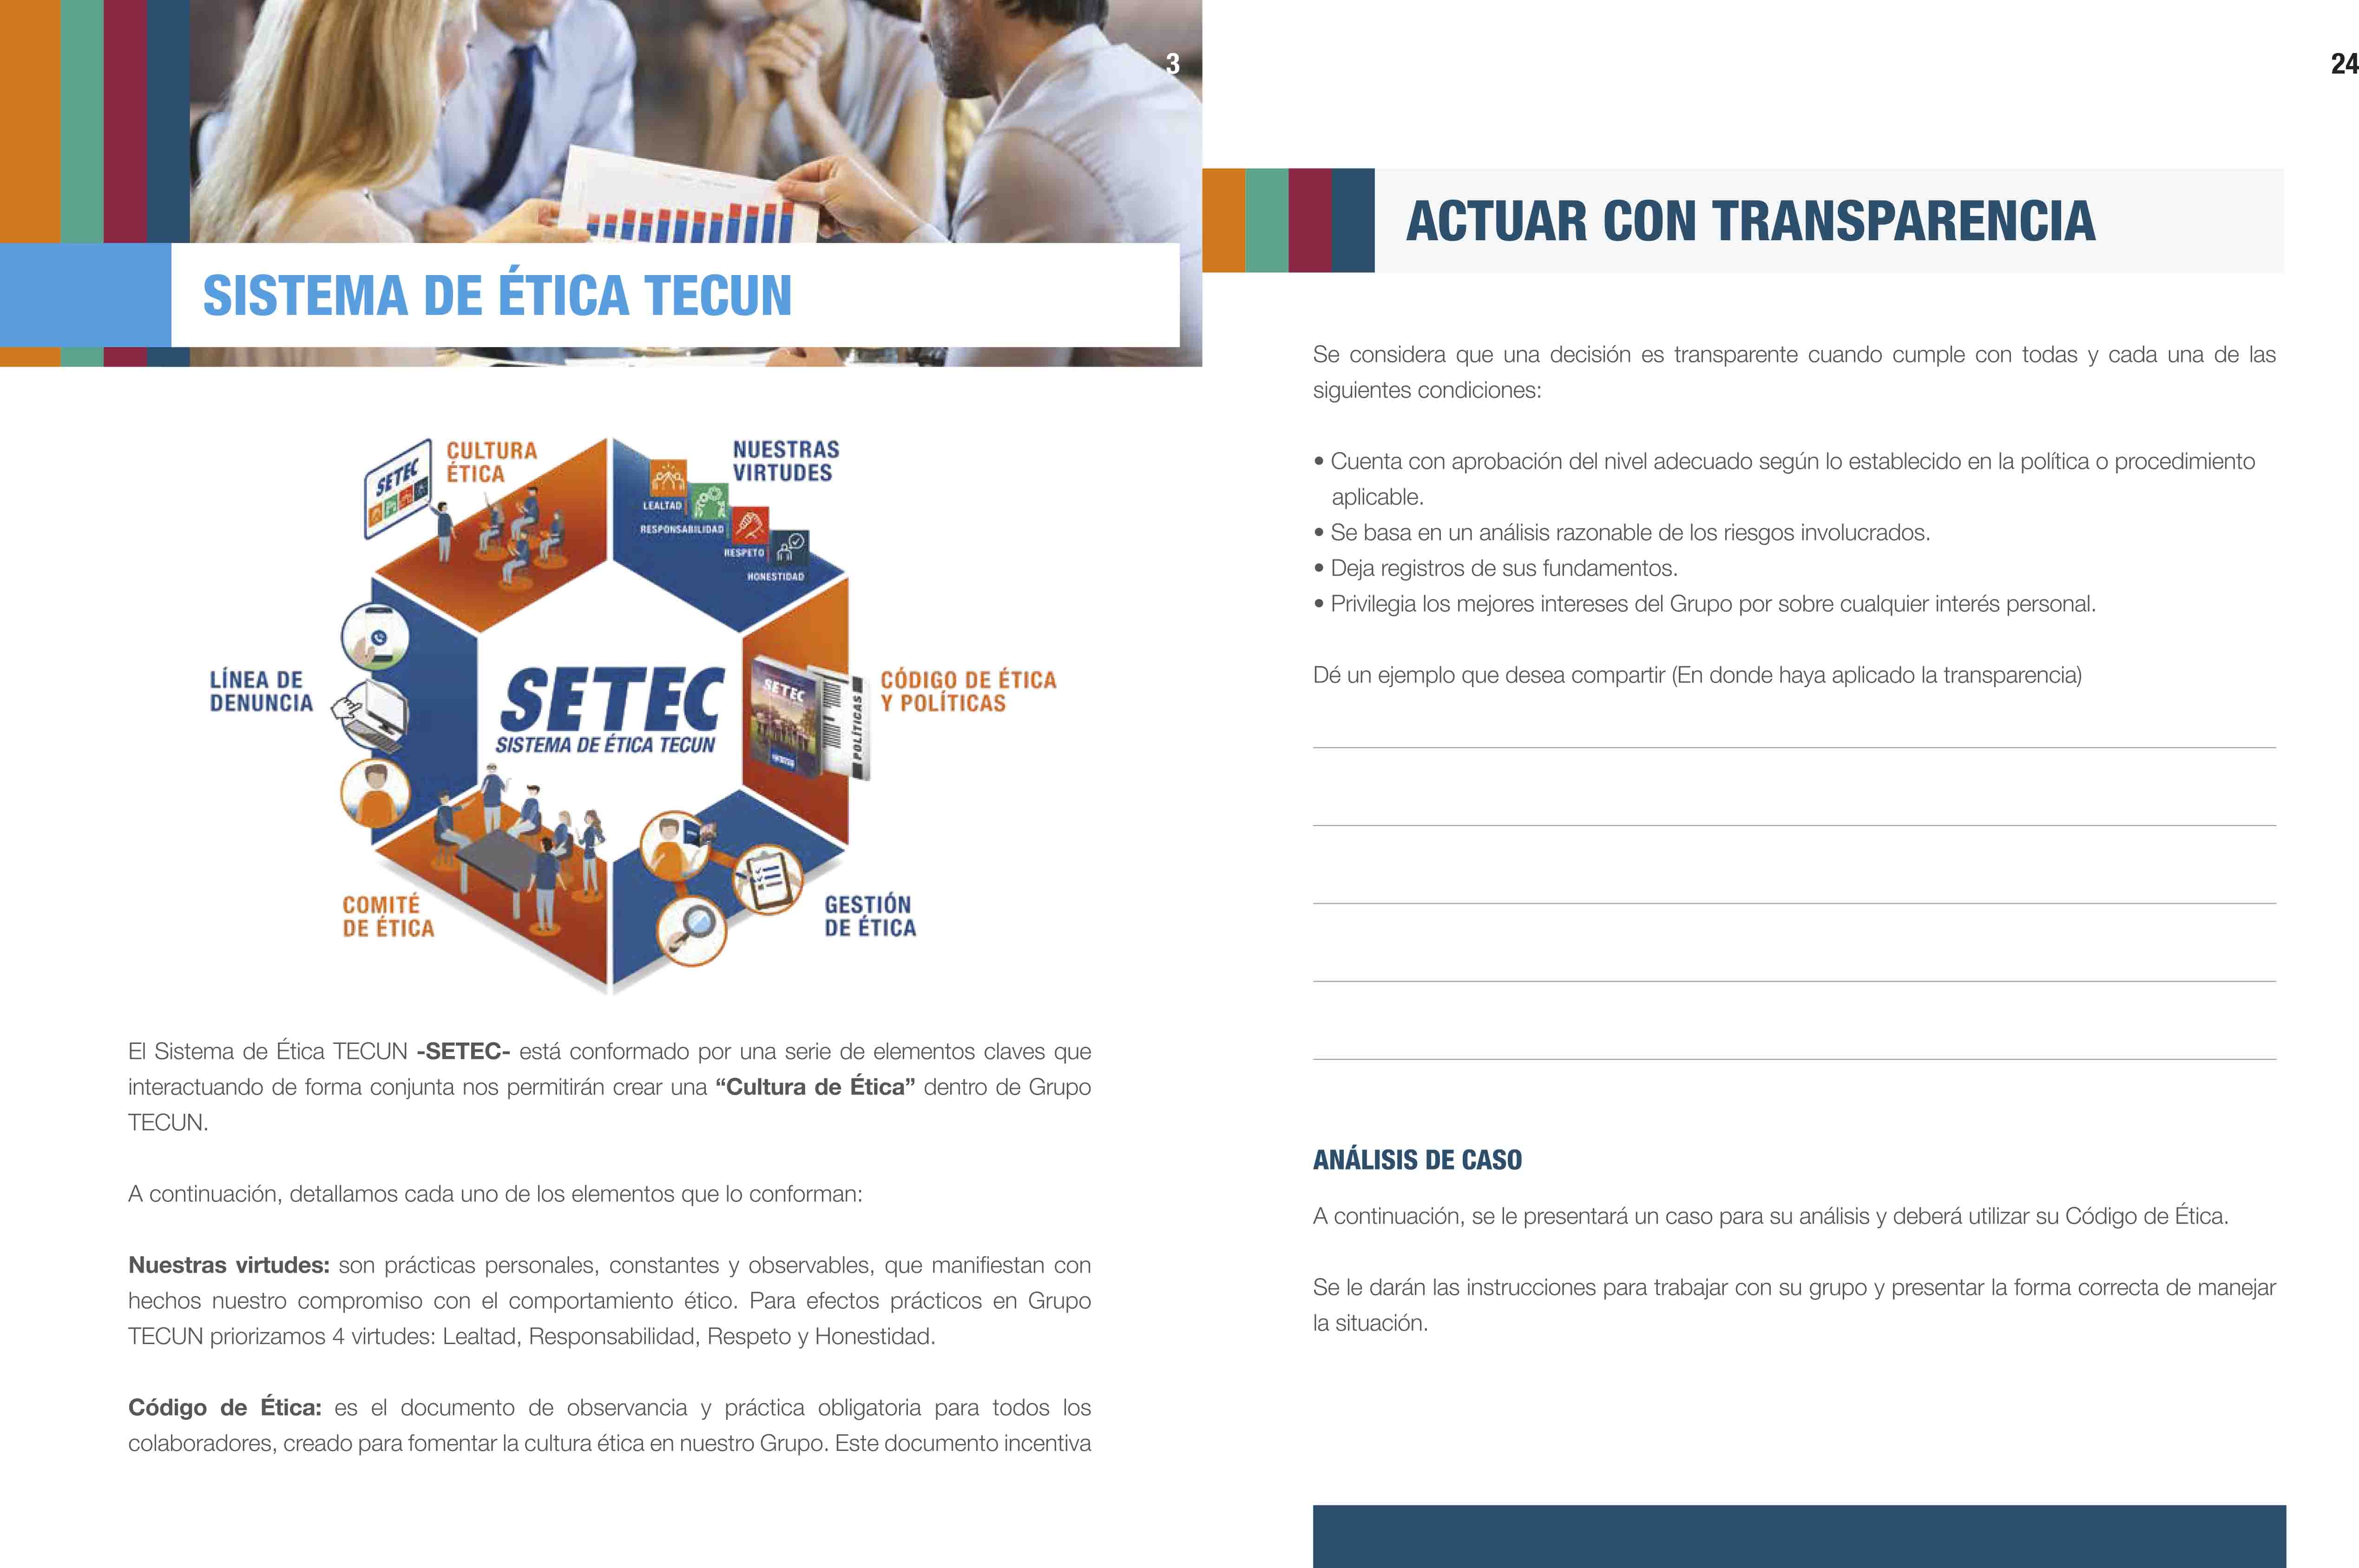 3
SISTEMA DE ÉTICA TECUN
SETEC
CULTURA
ÉTICA
NUESTRAS
VIRTUDES
LEALTAD
RESPONSABILIDAD
RESPETO
HONESTIDAD
LÍNEA DE
DENUNCIA
SETEC
SISTEMA DE ÉTICA TECUN
SETEC
POLÍTICAS
CÓDIGO DE ÉTICA
Y POLÍTICAS
COMITÉ
DE ÉTICA
GESTIÓN
DE ÉTICA
El Sistema de Ética TECUN -SETEC- está conformado por una serie de elementos claves que
interactuando de forma conjunta nos permitirán crear una “Cultura de Ética” dentro de Grupo
TECUN.
A continuación, detallamos cada uno de los elementos que lo conforman:
Nuestras virtudes: son prácticas personales, constantes y observables, que manifiestan con
hechos nuestro compromiso con el comportamiento ético. Para efectos prácticos en Grupo
TECUN priorizamos 4 virtudes: Lealtad, Responsabilidad, Respeto y Honestidad.
Código de Ética: es el documento de observancia y práctica obligatoria para todos los
colaboradores, creado para fomentar la cultura ética en nuestro Grupo. Este documento incentiva
24
ACTUAR CON TRANSPARENCIA
Se considera que una decisión es transparente cuando cumple con todas y cada una de las
siguientes condiciones:
• Cuenta con aprobación del nivel adecuado según lo establecido en la política o procedimiento
aplicable.
• Se basa en un análisis razonable de los riesgos involucrados.
• Deja registros de sus fundamentos.
• Privilegia los mejores intereses del Grupo por sobre cualquier interés personal.
Dé un ejemplo que desea compartir (En donde haya aplicado la transparencia)
ANÁLISIS DE CASO
A continuación, se le presentará un caso para su análisis y deberá utilizar su Código de Ética.
Se le darán las instrucciones para trabajar con su grupo y presentar la forma correcta de manejar
la situación.